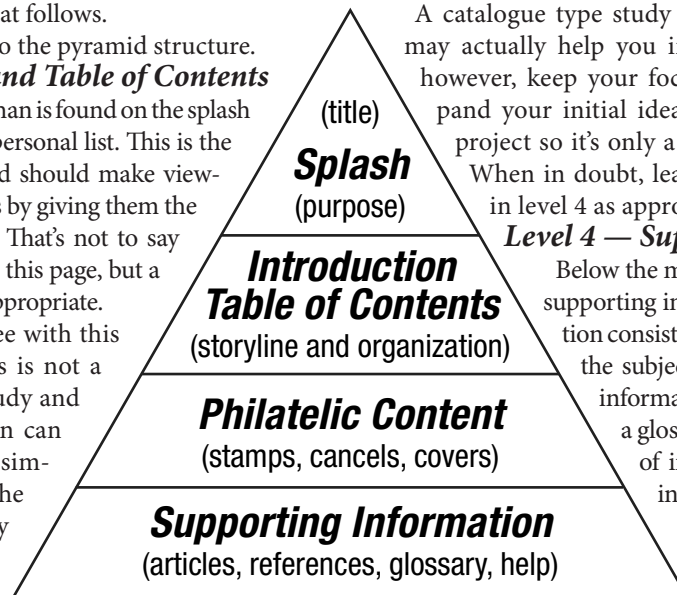 at follows.
o the pyramid structure.
and Table of Contents
man is found on the splash
personal list. This is the
d should make view-
s by giving them the
That's not to say
this page, but a
ppropriate.
ee with this
s is not a
udy and
n can
sim-
he
y
(title)
Splash
(purpose)
Introduction
Table of Contents
(storyline and organization)
Philatelic Content
(stamps, cancels, covers)
Supporting Information
(articles, references, glossary, help)
A catalogue type study
may actually help you i
however, keep your foc
pand your initial idea
project so it's only a
When in doubt, lea
in level 4 as appro
Level 4 — Sup
Below the m
supporting in
tion consist
the subje
informa
a glos
of i
in